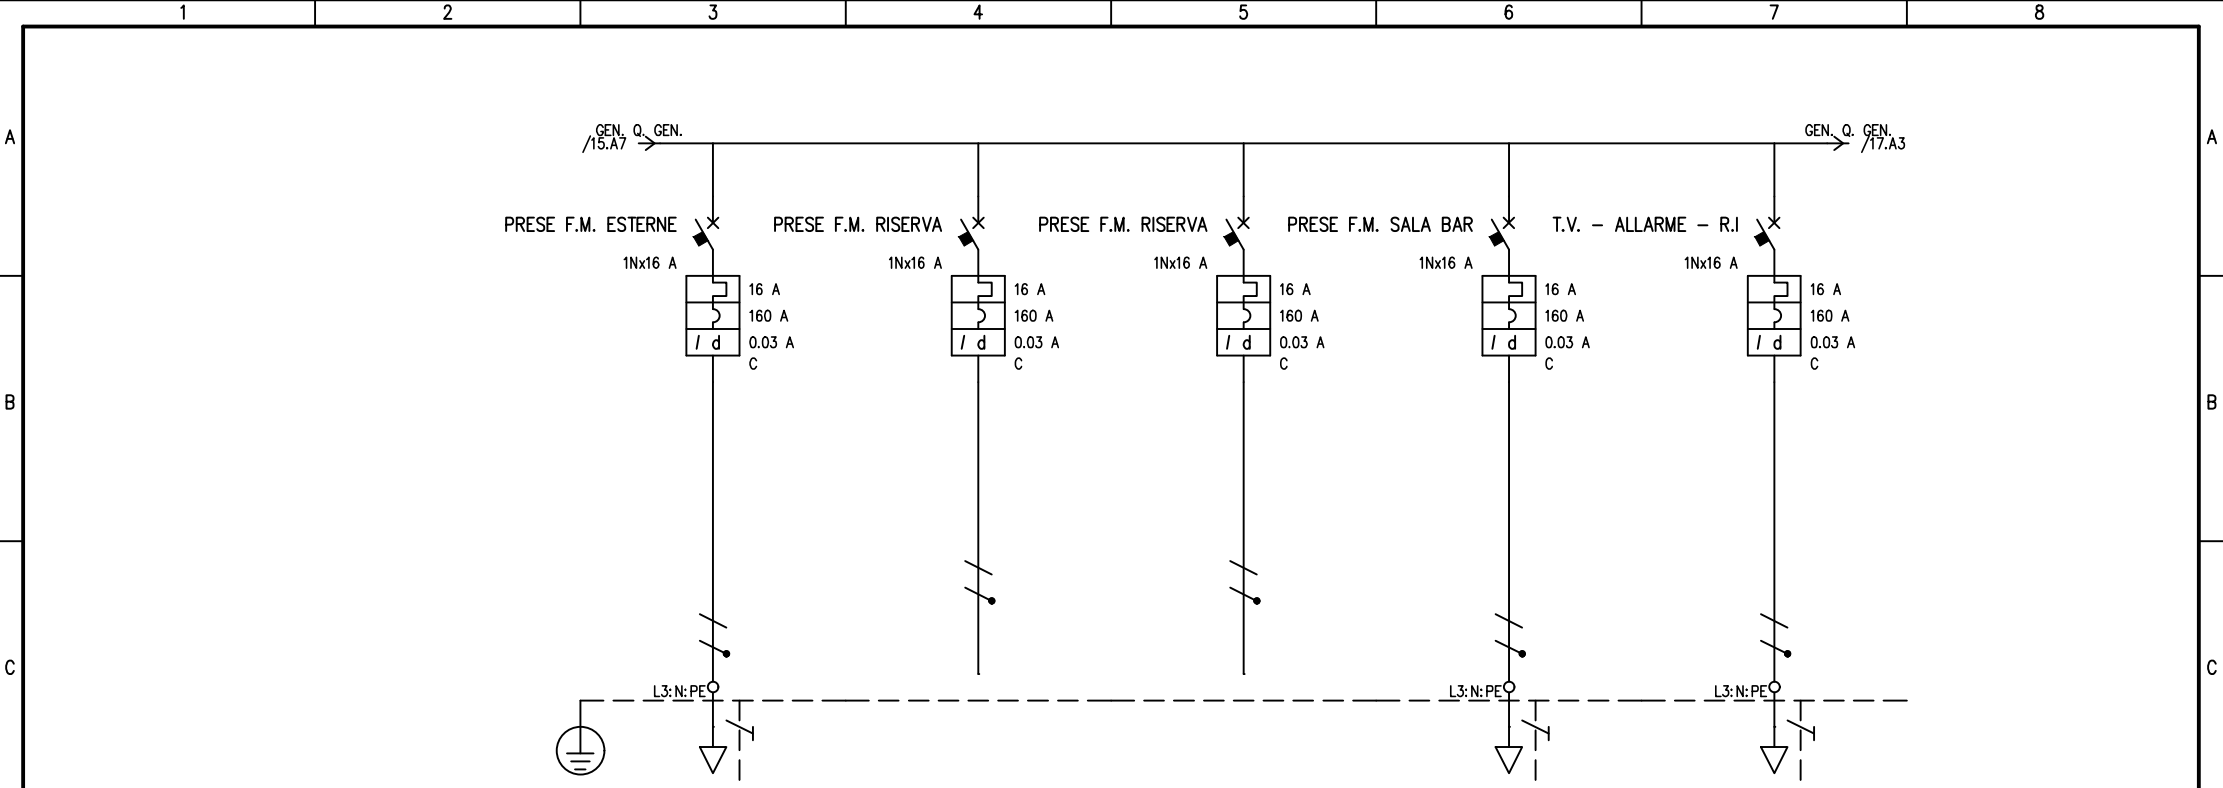 1 2 3 4 5 6 7 8
A A
GEN. Q. GEN. GEN. Q. GEN.
/15.A7 /17.A3
PRESE F.M. ESTERNE PRESE F.M. RISERVA PRESE F.M. RISERVA PRESE F.M. SALA BAR T.V. - ALLARME - R.I
1Nx16 A 1Nx16 A 1Nx16 A 1Nx16 A 1Nx16 A
16 A 16 A 16 A 16 A 16 A
160 A 160 A 160 A 160 A 160 A
I d 0.03 A I d 0.03 A I d 0.03 A I d 0.03 A I d 0.03 A
C C C C C
B B
C C
L3:N:PE L3:N:PE L3:N:PE